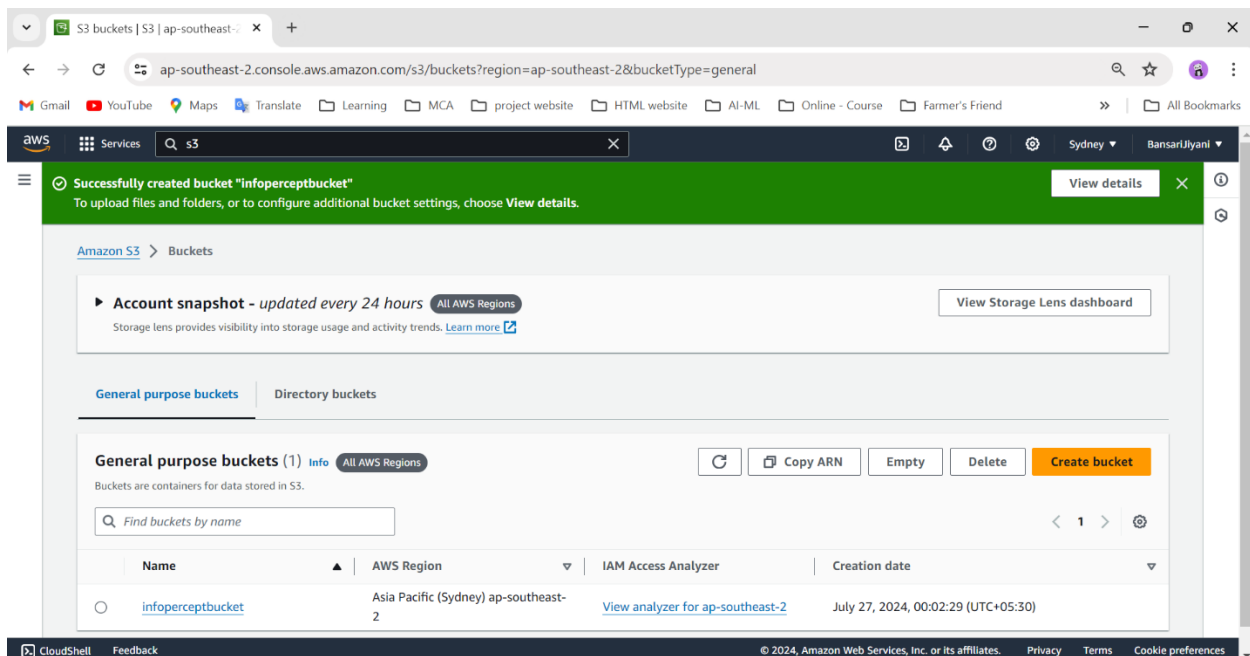 S3 buckets | S3 | ap-southeast-2
ap-southeast-2.console.aws.amazon.com/s3/buckets?region=ap-southeast-2&bucketType=general
Gmail YouTube Maps Translate Learning MCA project website HTML website AI-ML Online - Course Farmer's Friend » All Bookmarks
aws Services s3 Sydney BansariJiyani
Successfully created bucket "infoperceptbucket" View details
To upload files and folders, or to configure additional bucket settings, choose View details.
Amazon S3 > Buckets
Account snapshot - updated every 24 hours All AWS Regions View Storage Lens dashboard
Storage lens provides visibility into storage usage and activity trends. Learn more
General purpose buckets Directory buckets
General purpose buckets (1) Info All AWS Regions Copy ARN Empty Delete Create bucket
Buckets are containers for data stored in S3.
Find buckets by name 1
Name AWS Region IAM Access Analyzer Creation date
infoperceptbucket Asia Pacific (Sydney) ap-southeast- View analyzer for ap-southeast-2 July 27, 2024, 00:02:29 (UTC+05:30)
2
CloudShell Feedback © 2024, Amazon Web Services, Inc. or its affiliates. Privacy Terms Cookie preferences